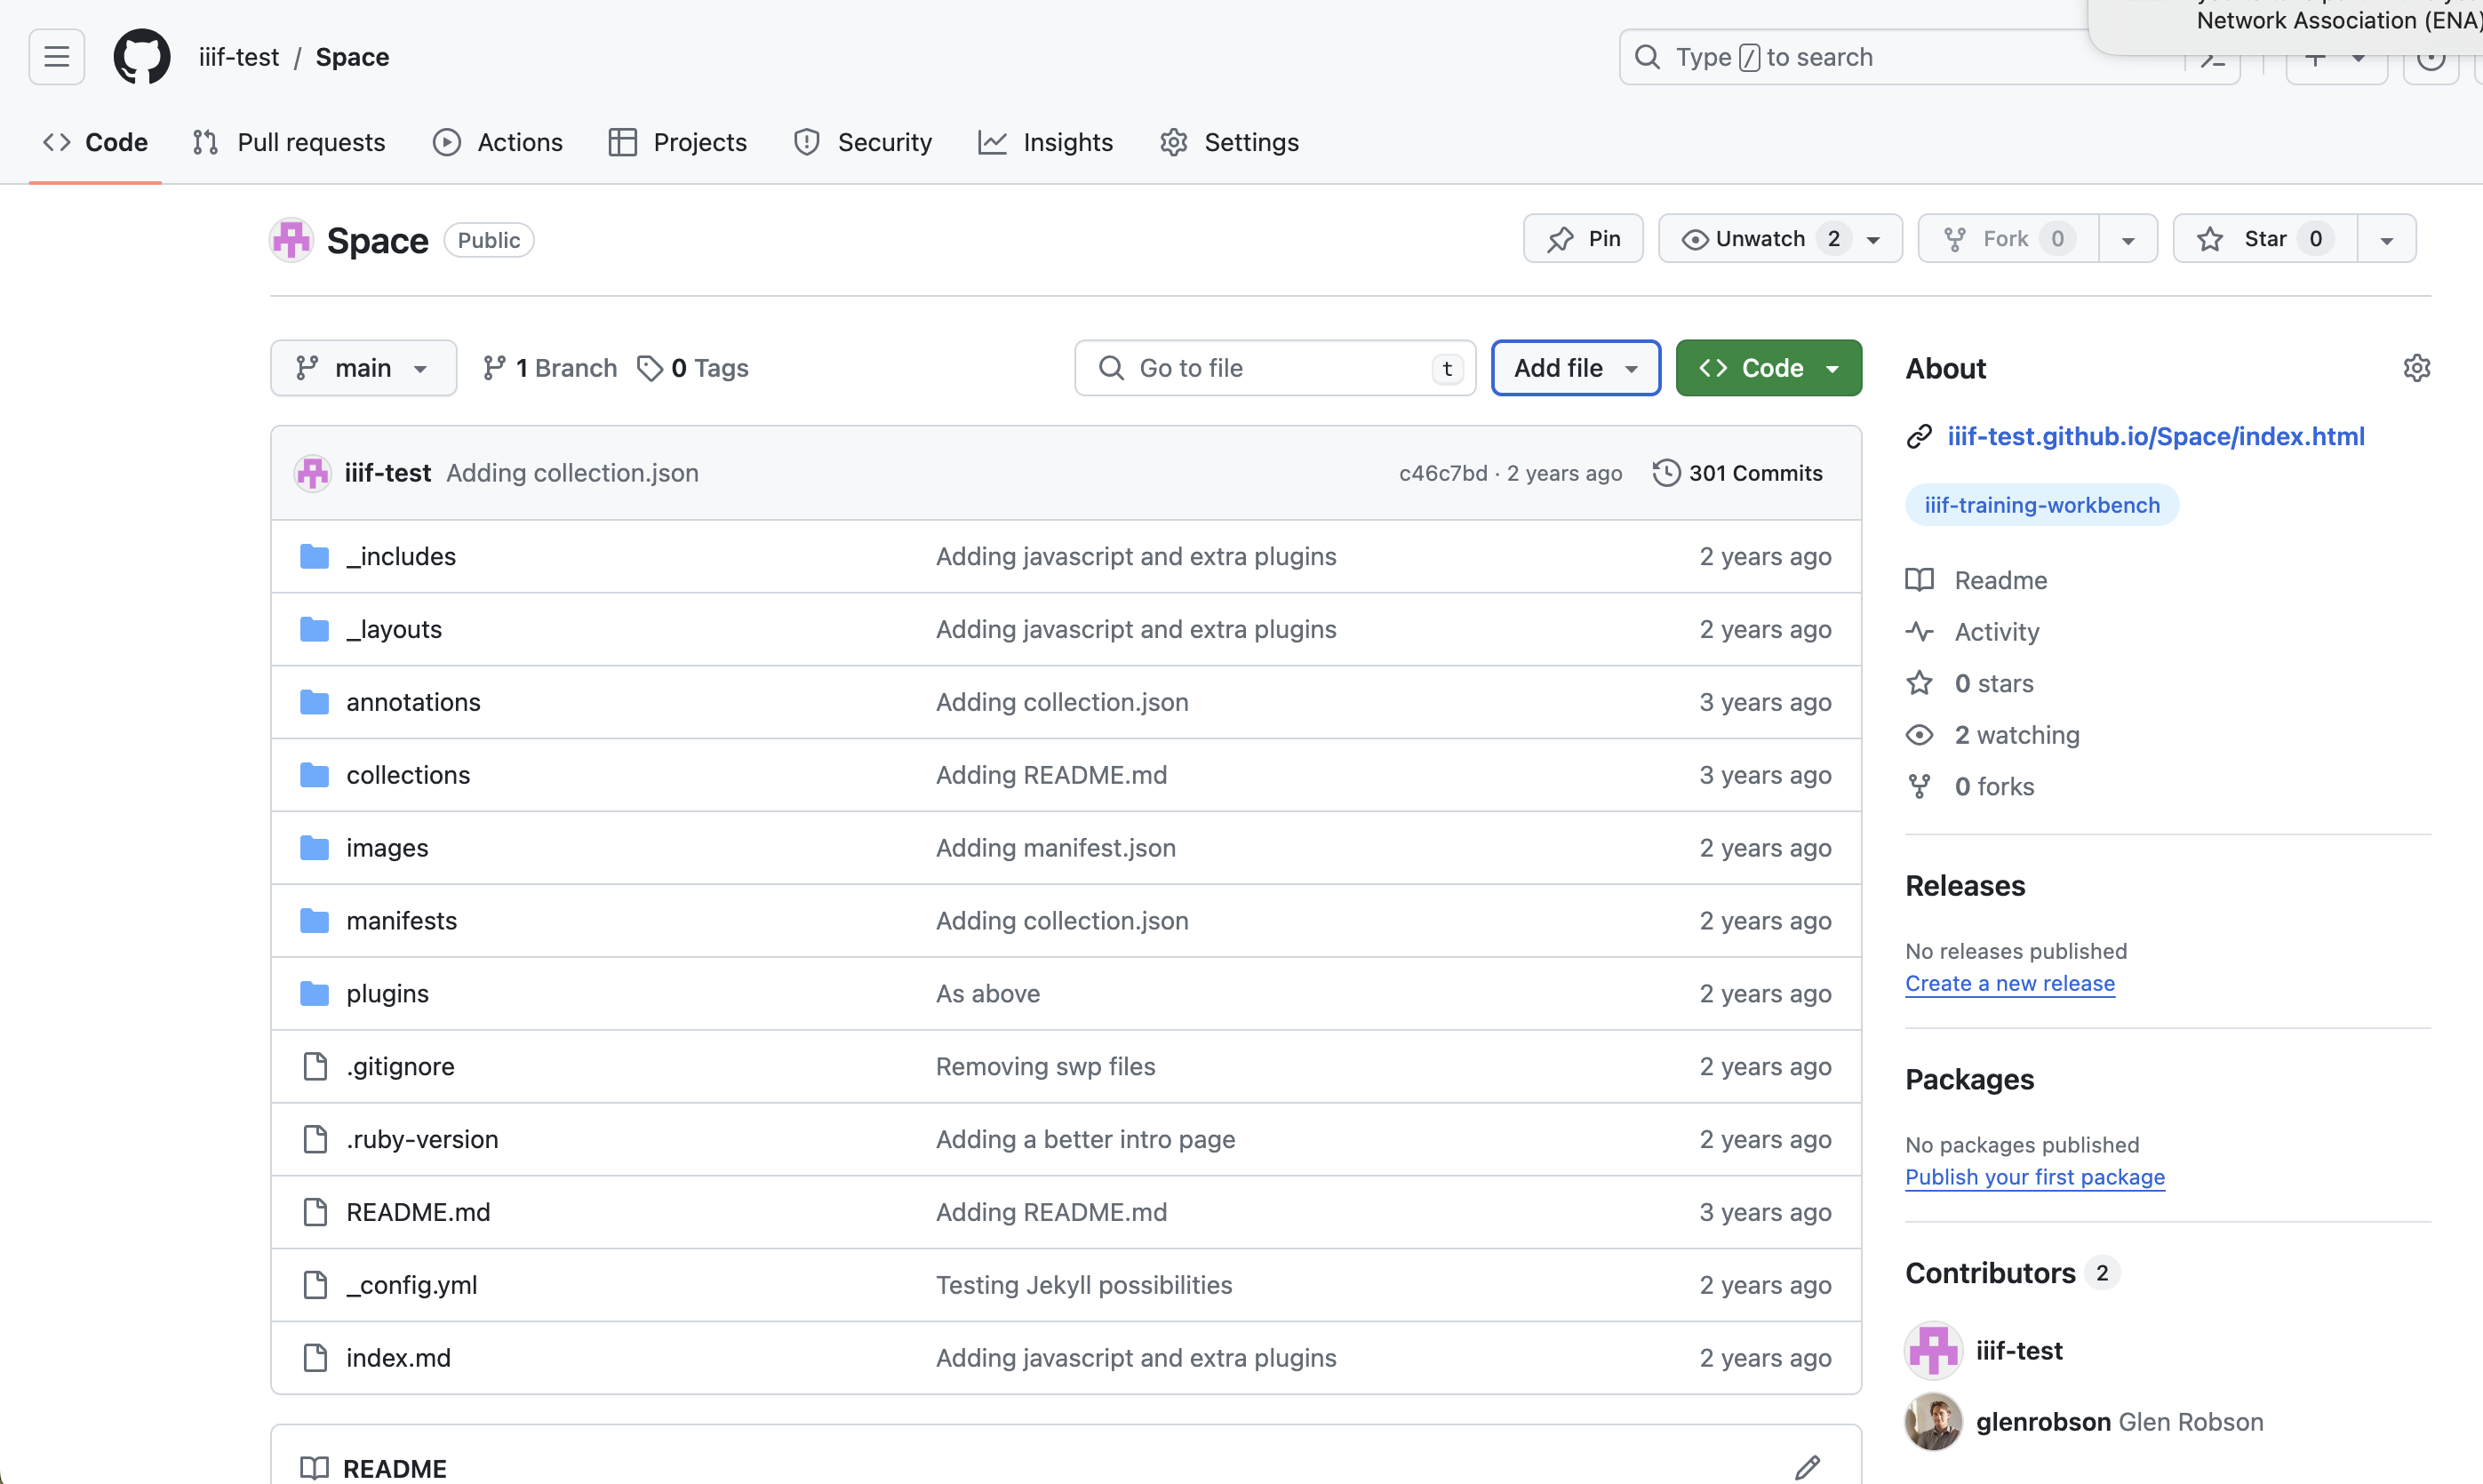 Network Association (ENA)
iiif-test / Space
Type / to search
Code Pull requests Actions Projects Security Insights Settings
Space Public
Pin Unwatch 2 Fork 0 Star 0
main 1 Branch 0 Tags Go to file t Add file Code
iiif-test Adding collection.json c46c7bd · 2 years ago 301 Commits
_includes Adding javascript and extra plugins 2 years ago
_layouts Adding javascript and extra plugins 2 years ago
annotations Adding collection.json 3 years ago
collections Adding README.md 3 years ago
images Adding manifest.json 2 years ago
manifests Adding collection.json 2 years ago
plugins As above 2 years ago
.gitignore Removing swp files 2 years ago
.ruby-version Adding a better intro page 2 years ago
README.md Adding README.md 3 years ago
_config.yml Testing Jekyll possibilities 2 years ago
index.md Adding javascript and extra plugins 2 years ago
README
About
iiif-test.github.io/Space/index.html
iiif-training-workbench
Readme
Activity
0 stars
2 watching
0 forks
Releases
No releases published
Create a new release
Packages
No packages published
Publish your first package
Contributors 2
iiif-test
glenrobson Glen Robson